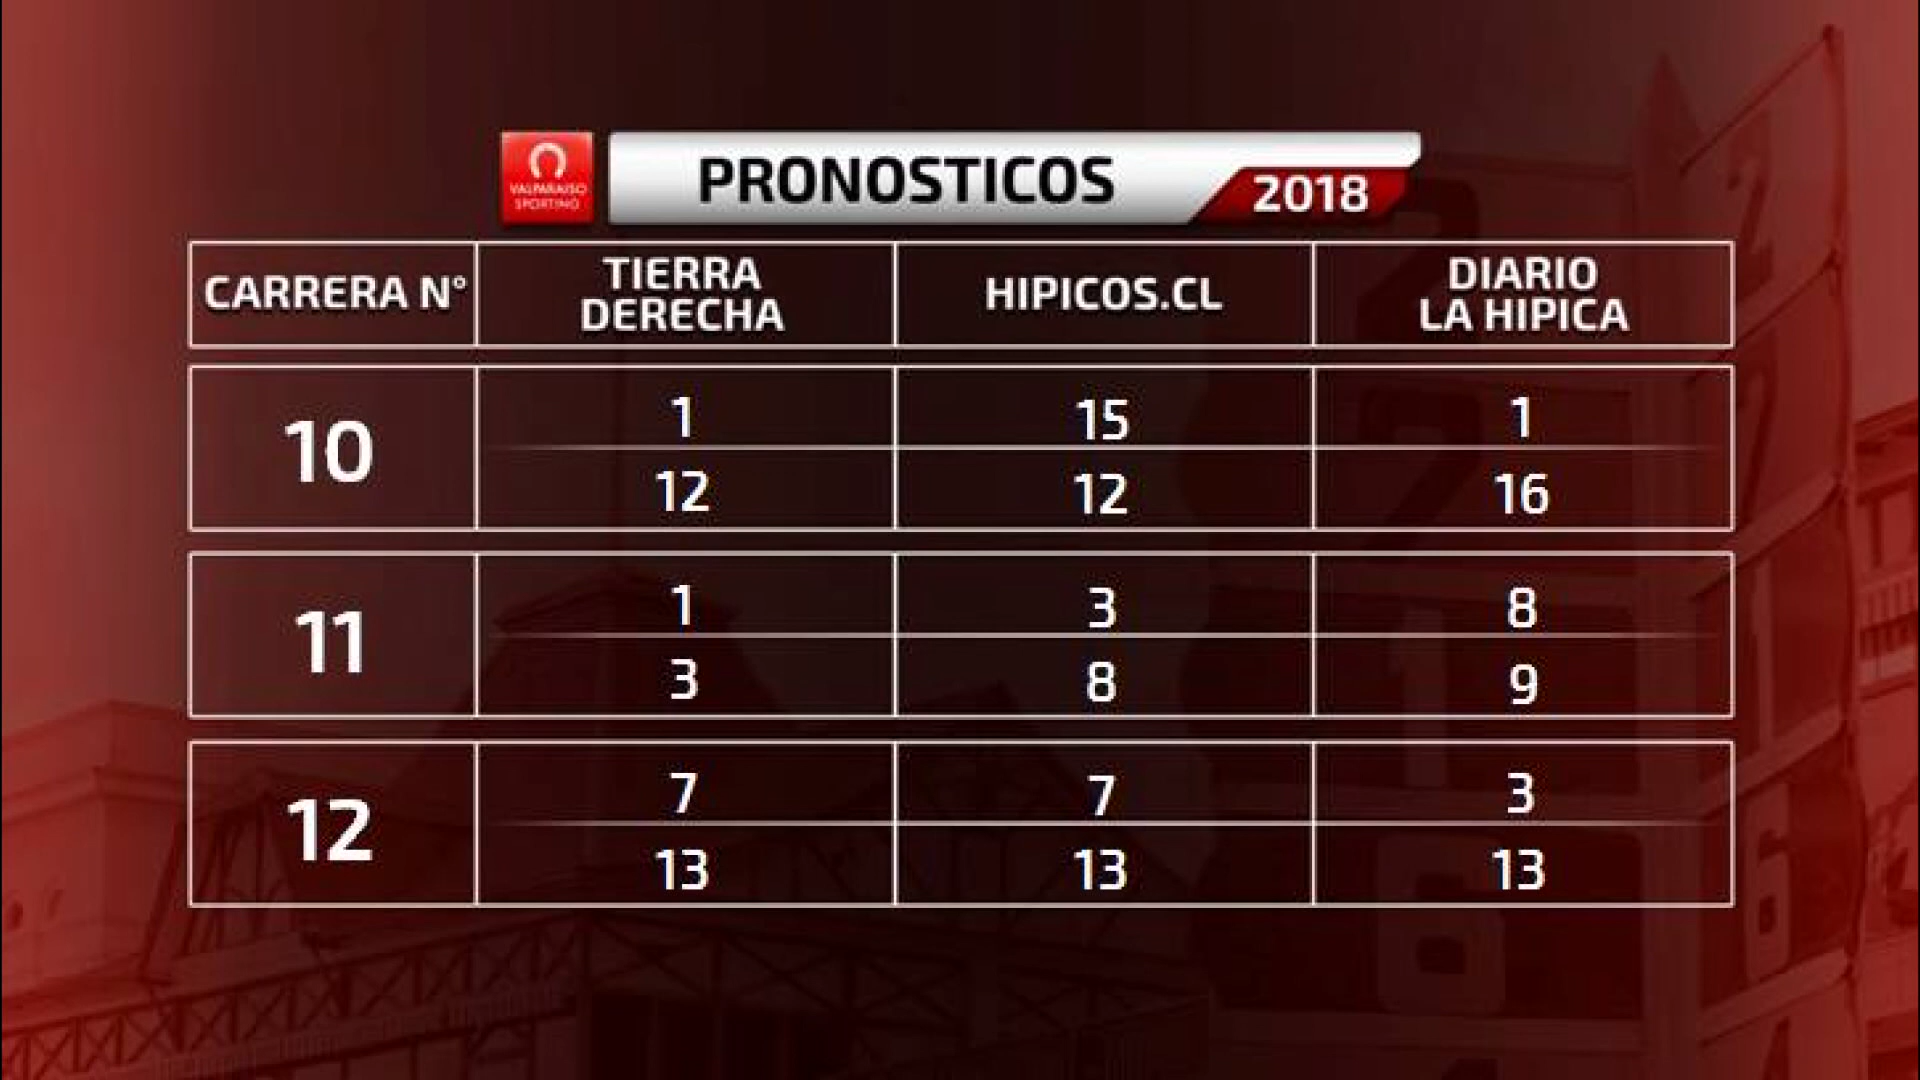 VALPARAISO
SPORTING
PRONOSTICOS
2018
CARRERA N°
TIERRA
DERECHA
HIPICOS.CL
DIARIO
LA HIPICA
10
1
15
1
12
12
16
11
1
3
8
3
8
9
12
7
7
3
13
13
13